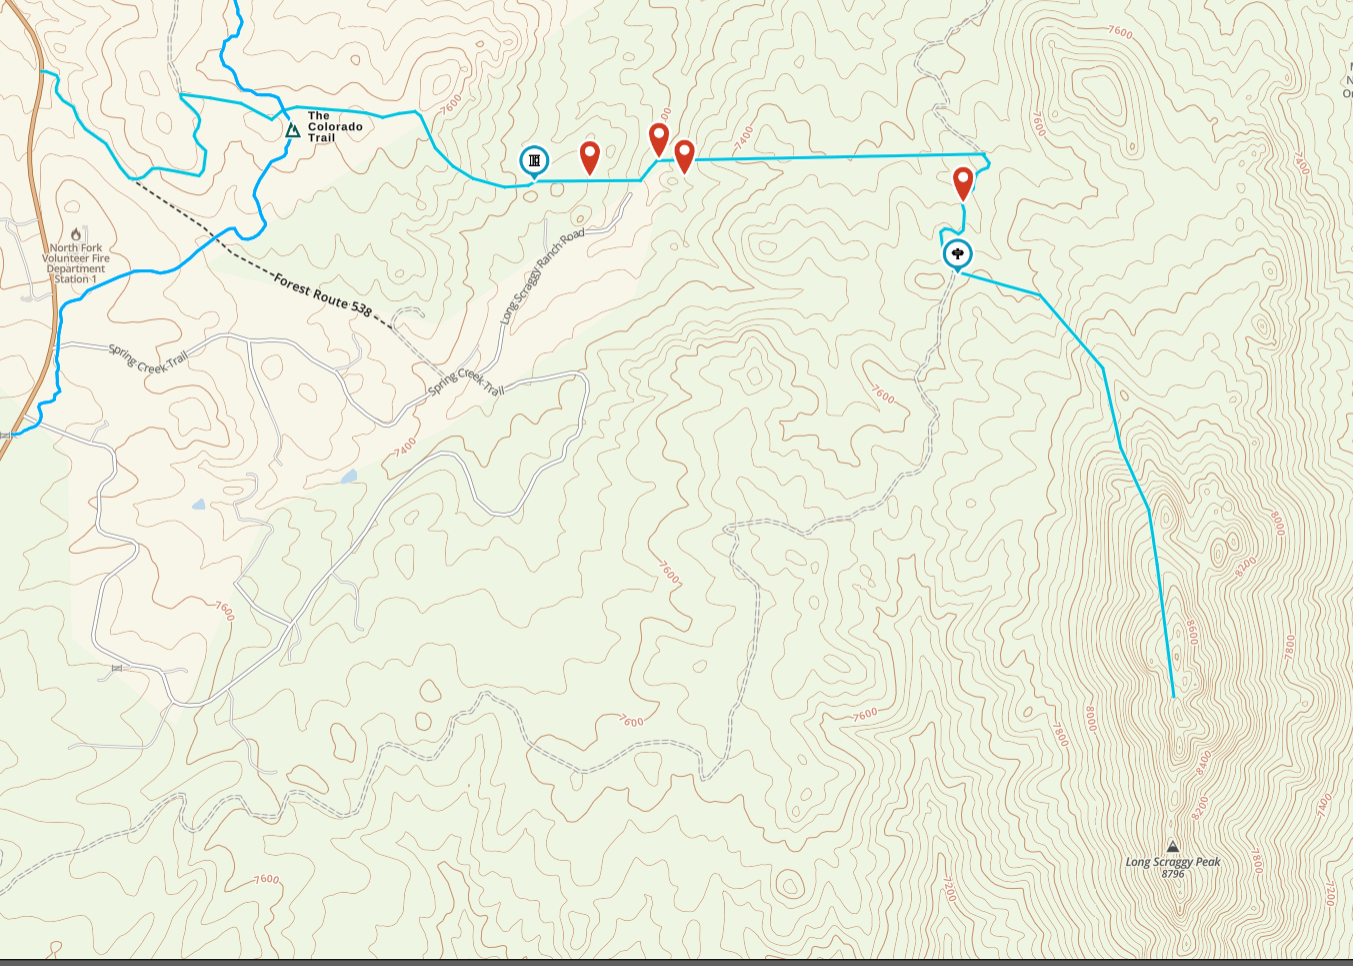 7600
7600
7400
7600
7400
The
Colorado
Trail
North Fork
Volunteer Fire
Department
Station 1
Forest Route 538
Long Scraggy Ranch Road
Spring Creek Trail
Spring Creek Trail
7600
7400
8000
8200
7600
7600
8600
7800
7600
7600
8000
7800
8400
8200
7400
Long Scraggy Peak
8796
7800
7600
7200
7200